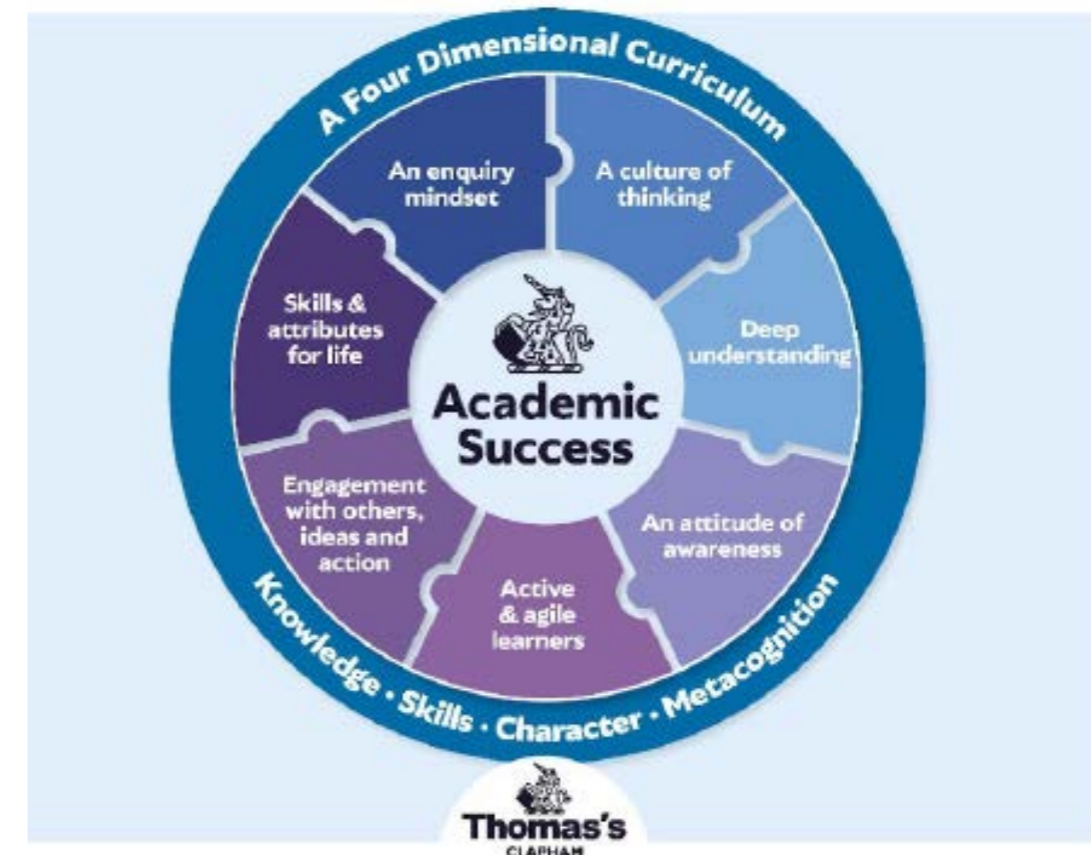 A Four Dimensional Curriculum
An enquiry
mindset
A culture of
thinking
Skills &
attributes
for life
Deep
understanding
Academic
Success
Engagement
with others,
ideas and
action
An attitude of
awareness
Active
& agile
learners
Knowledge · Skills · Character · Metacognition
Thomas's
CLAPHAM